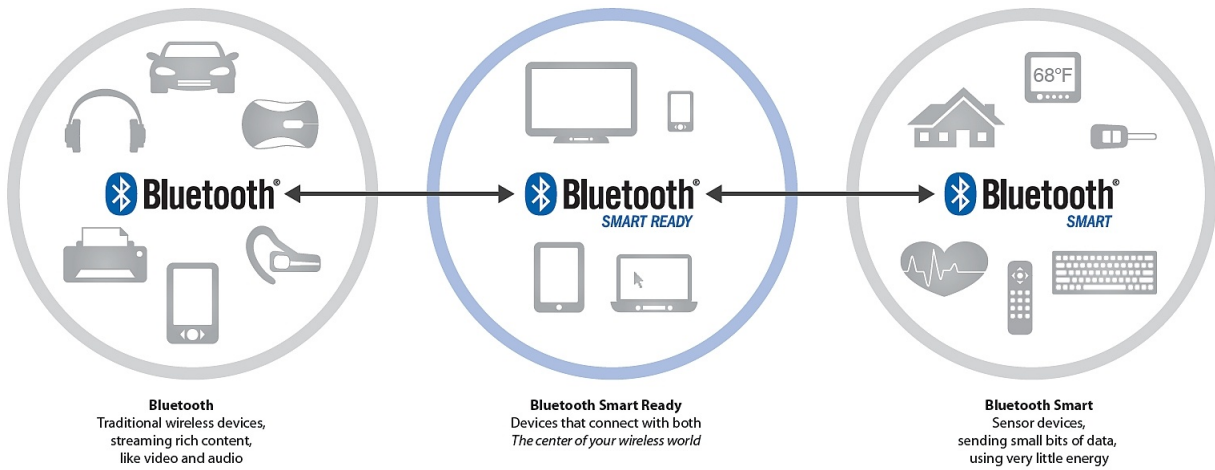 Bluetooth®
Bluetooth®
SMART READY
68°F
Bluetooth®
SMART
Bluetooth
Traditional wireless devices,
streaming rich content,
like video and audio
Bluetooth Smart Ready
Devices that connect with both
The center of your wireless world
Bluetooth Smart
Sensor devices,
sending small bits of data,
using very little energy